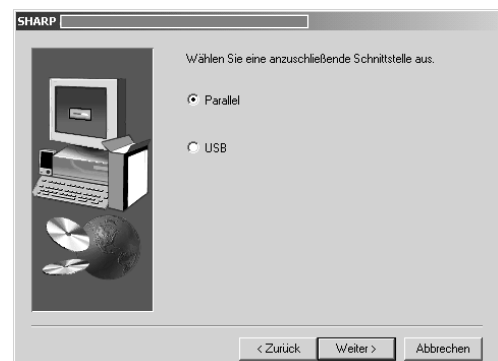 SHARP
Wählen Sie eine anzuschließende Schnittstelle aus.
Parallel
USB
< Zurück
Weiter >
Abbrechen